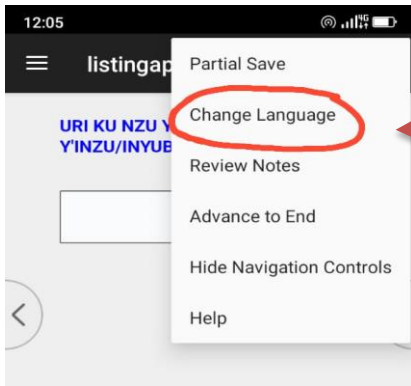 12:05
4G
listingap
Partial Save
URI KU NZU Y
Change Language
Y'INZU/INYUB
Review Notes
Advance to End
Hide Navigation Controls
Help